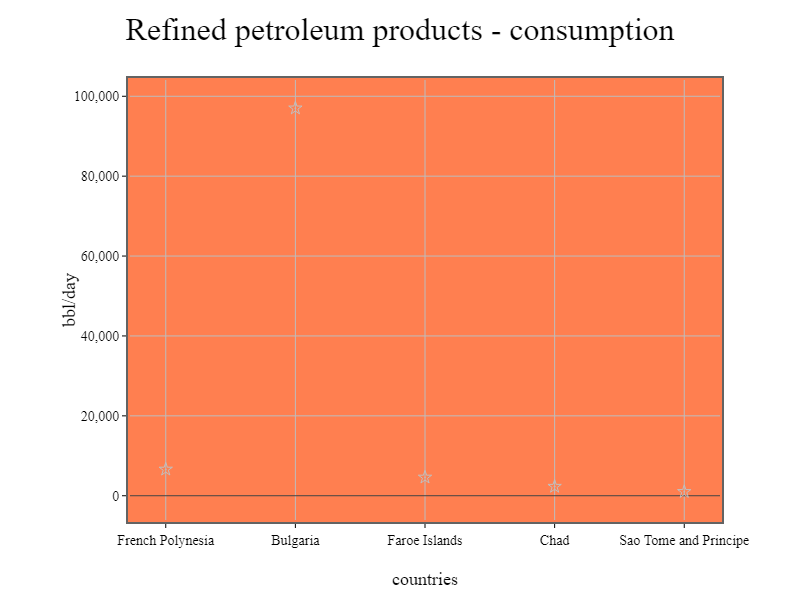 Refined petroleum products - consumption
100,000
80,000
60,000
40,000
20,000
0
bbl/day
French Polynesia
Bulgaria
Faroe Islands
Chad
Sao Tome and Principe
countries